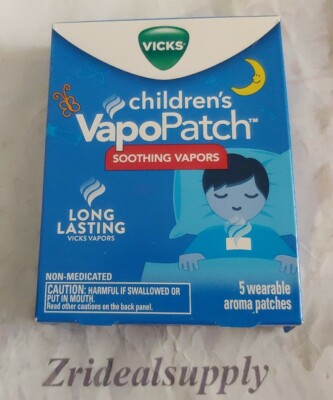 VICKS
children's
VapoPatch™
SOOTHING VAPORS
LONG
LASTING
VICKS VAPORS
NON-MEDICATED
CAUTION: HARMFUL IF SWALLOWED OR
PUT IN MOUTH.
Read other cautions on the back panel.
5 wearable
aroma patches
Zridealsupply